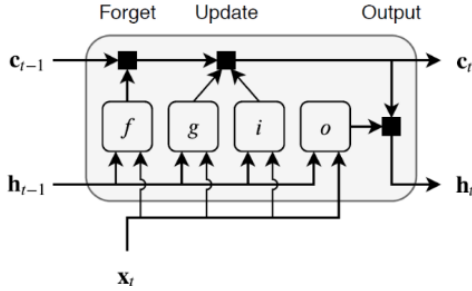 Forget Update Output
c_{t−1} c_t
f g i o
h_{t−1} h_t
x_t